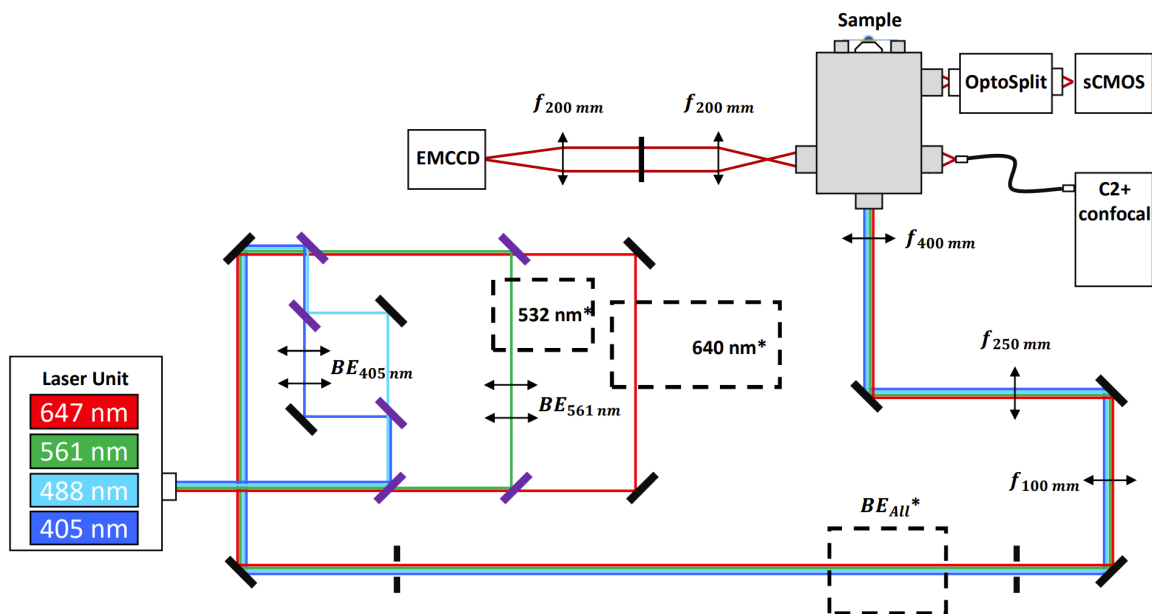 Sample
OptoSplit
sCMOS
f200 mm
f200 mm
EMCCD
C2+
confocal
f400 mm
532 nm*
640 nm*
f250 mm
BE405 nm
BE561 nm
Laser Unit
647 nm
561 nm
488 nm
405 nm
f100 mm
BEAll*